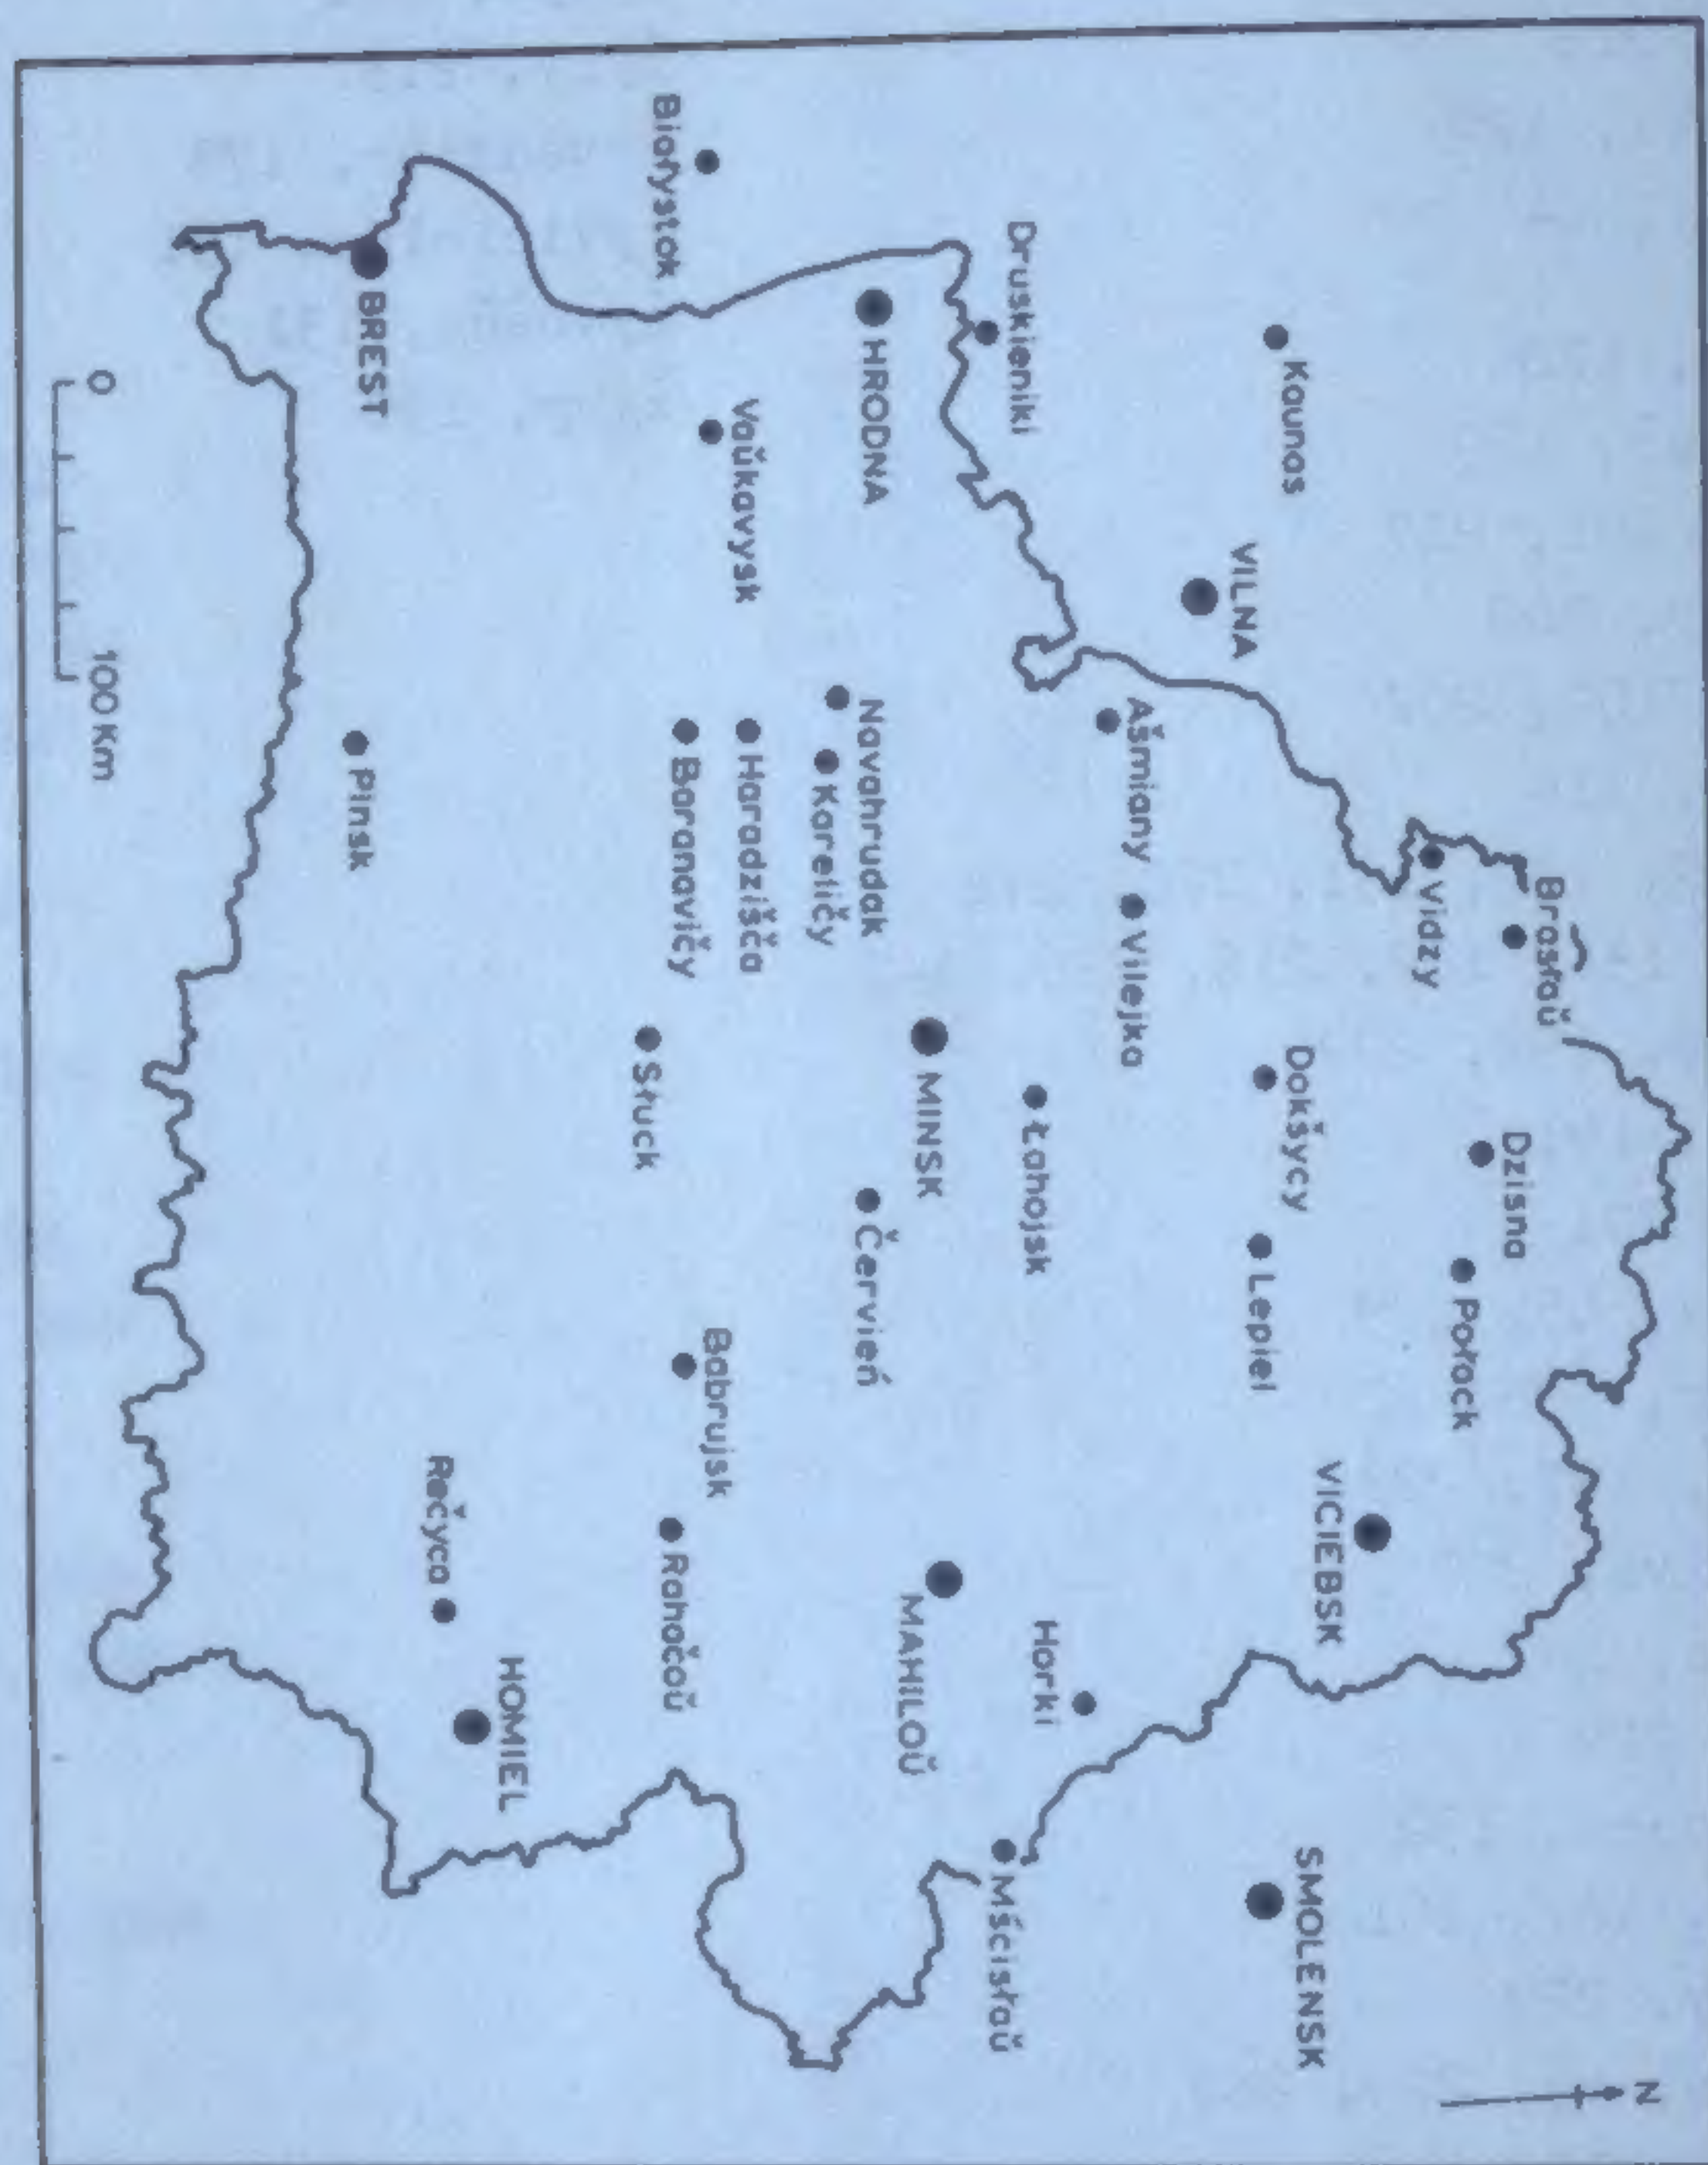 N
Brasłaŭ
Vidzy
Dzisna
Połack
VICIEBSK
Kaunas
VILNA
Dokšycy
Lepiel
SMOLENSK
Ašmiany
Vilejka
Druskieniki
Łahojsk
Horki
Mścisłaŭ
HRODNA
MINSK
MAHILOŬ
Navahrudak
Kareličy
Červień
Białystok
Vaŭkavysk
Haradzišča
Baranavičy
Słuck
Babrujsk
Rahačoŭ
BREST
Pinsk
Rečyca
HOMIEL
0 100 Km